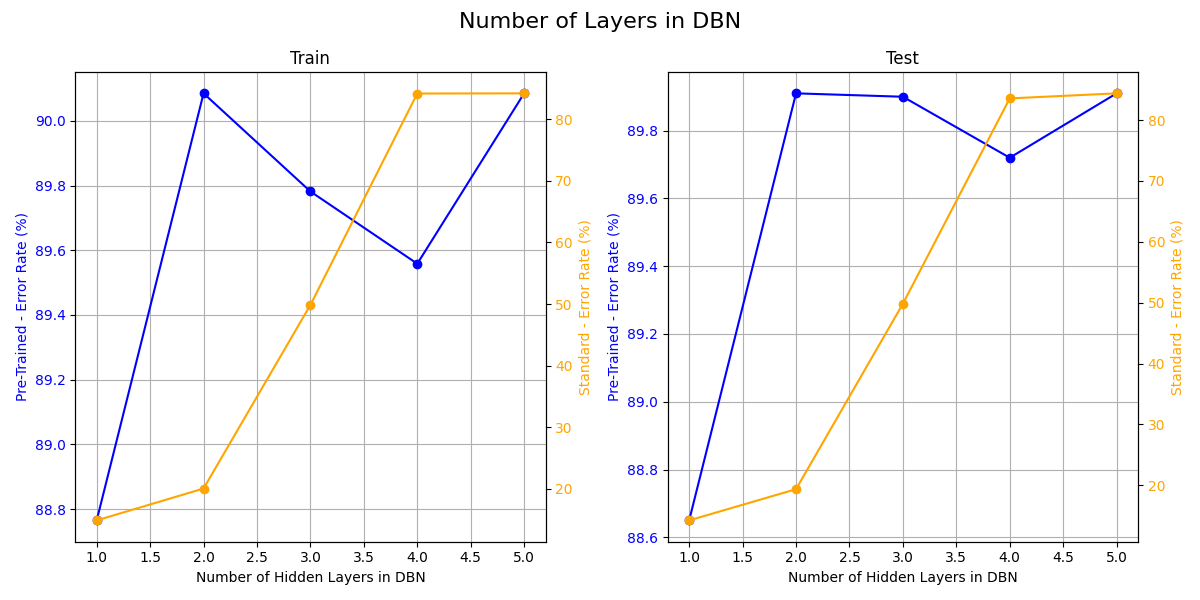 Number of Layers in DBN
Train
Pre-Trained - Error Rate (%)
90.0
89.8
89.6
89.4
89.2
89.0
88.8
80
70
60
50
40
30
20
Standard - Error Rate (%)
1.0 1.5 2.0 2.5 3.0 3.5 4.0 4.5 5.0
Number of Hidden Layers in DBN
Test
Pre-Trained - Error Rate (%)
89.8
89.6
89.4
89.2
89.0
88.8
88.6
80
70
60
50
40
30
20
Standard - Error Rate (%)
1.0 1.5 2.0 2.5 3.0 3.5 4.0 4.5 5.0
Number of Hidden Layers in DBN